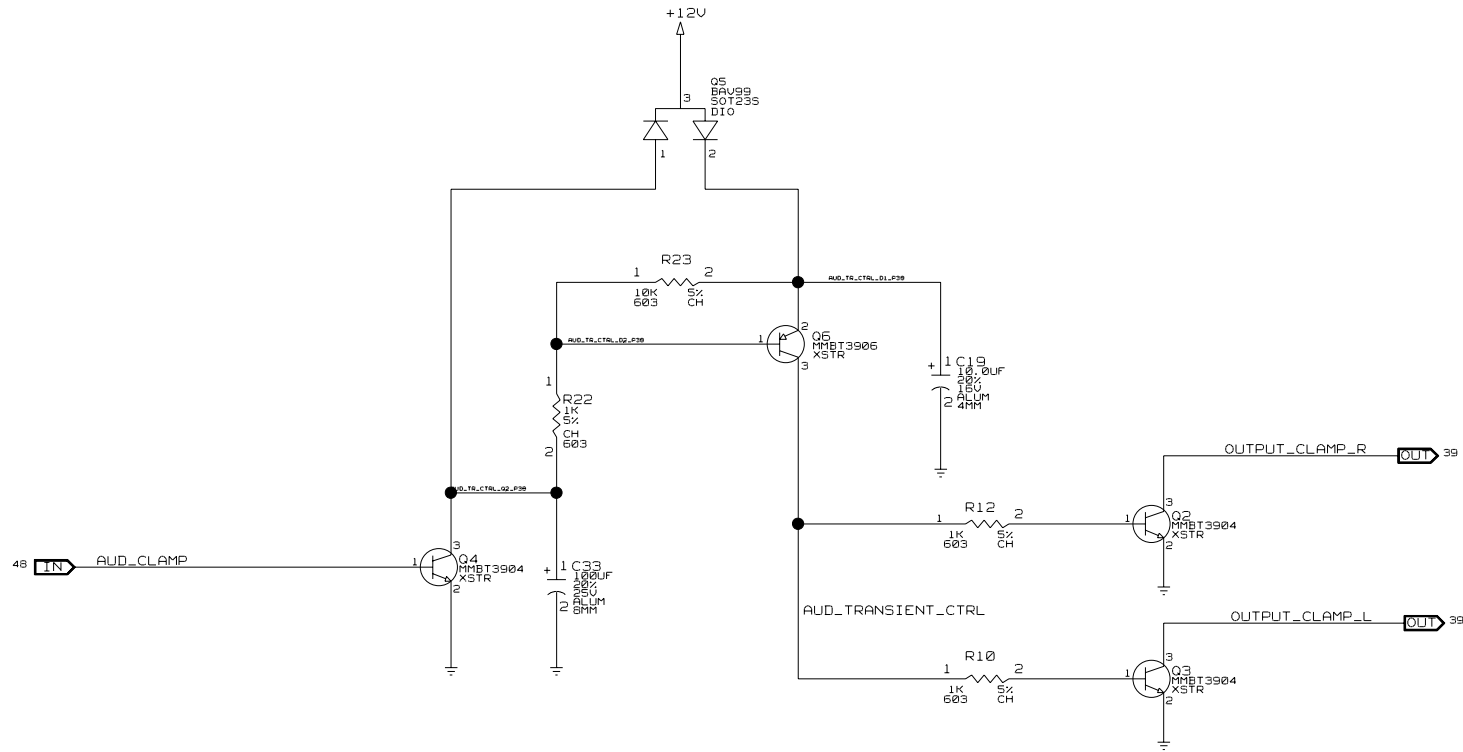 +12V
Q5
BAV99
SOT23S
DIO
3
1
2
R23
1
2
10K
5%
603
CH
AUD_TR_CTRL_D1_P39
AUD_TR_CTRL_D2_P39
1
2
Q6
MMBT3906
XSTR
3
+
1
C19
10.0UF
20%
16V
ALUM
4MM
2
1
R22
1K
5%
CH
603
2
AUD_TR_CTRL_Q2_P39
48
IN
AUD_CLAMP
1
3
Q4
MMBT3904
XSTR
2
+
1
C33
100UF
20%
25V
ALUM
8MM
2
OUTPUT_CLAMP_R
OUT
39
R12
1
2
1K
5%
603
CH
1
3
Q2
MMBT3904
XSTR
2
AUD_TRANSIENT_CTRL
OUTPUT_CLAMP_L
OUT
39
R10
1
2
1K
5%
603
CH
1
3
Q3
MMBT3904
XSTR
2